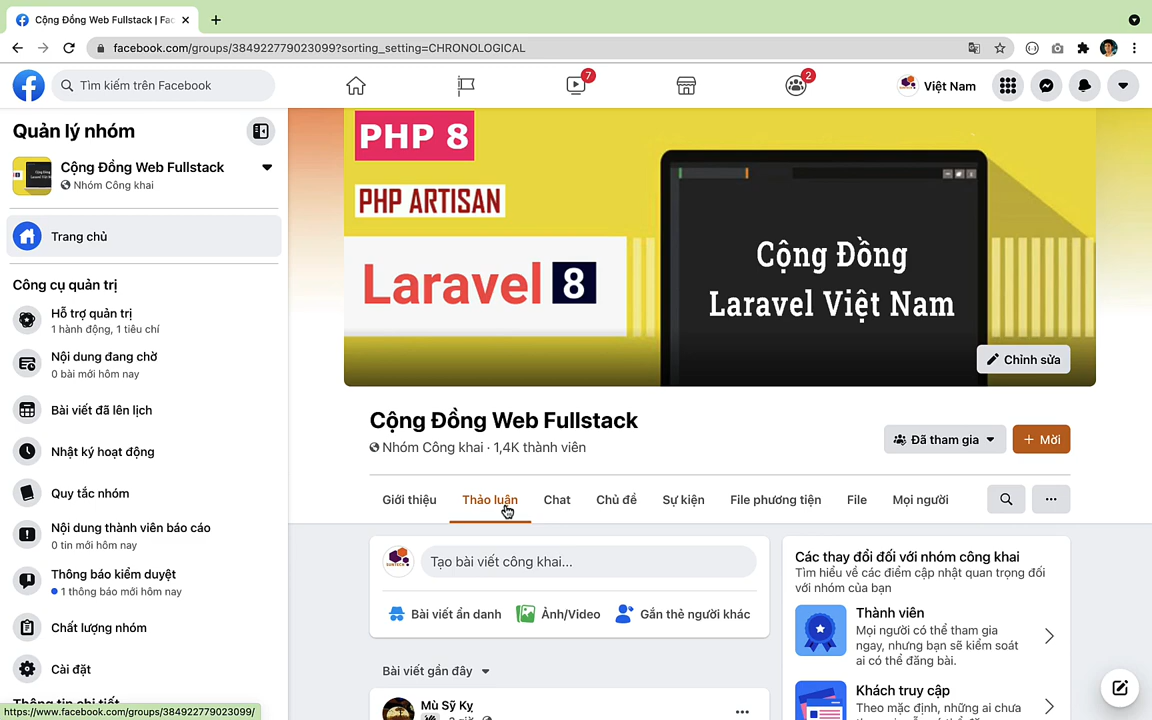 Cộng Đồng Web Fullstack | Fac
facebook.com/groups/384922779023099?sorting_setting=CHRONOLOGICAL
Tìm kiếm trên Facebook
7
2
Việt Nam
Quản lý nhóm
Cộng Đồng Web Fullstack
Nhóm Công khai
Trang chủ
Công cụ quản trị
Hỗ trợ quản trị
1 hành động, 1 tiêu chí
Nội dung đang chờ
0 bài mới hôm nay
Bài viết đã lên lịch
Nhật ký hoạt động
Quy tắc nhóm
Nội dung thành viên báo cáo
0 tin mới hôm nay
Thông báo kiểm duyệt
1 thông báo mới hôm nay
Chất lượng nhóm
Cài đặt
https://www.facebook.com/groups/384922779023099/
PHP 8
PHP ARTISAN
Laravel 8
Cộng Đồng
Laravel Việt Nam
Chỉnh sửa
Cộng Đồng Web Fullstack
Nhóm Công khai · 1,4K thành viên
Đã tham gia
+ Mời
Giới thiệu
Thảo luận
Chat
Chủ đề
Sự kiện
File phương tiện
File
Mọi người
Tạo bài viết công khai...
Bài viết ẩn danh
Ảnh/Video
Gắn thẻ người khác
Bài viết gần đây
Mù Sỹ Kỵ
Các thay đổi đối với nhóm công khai
Tìm hiểu về các điểm cập nhật quan trọng đối
với nhóm của bạn
Thành viên
Mọi người có thể tham gia
ngay, nhưng bạn sẽ kiểm soát
ai có thể đăng bài.
Khách truy cập
Theo mặc định, những ai chưa